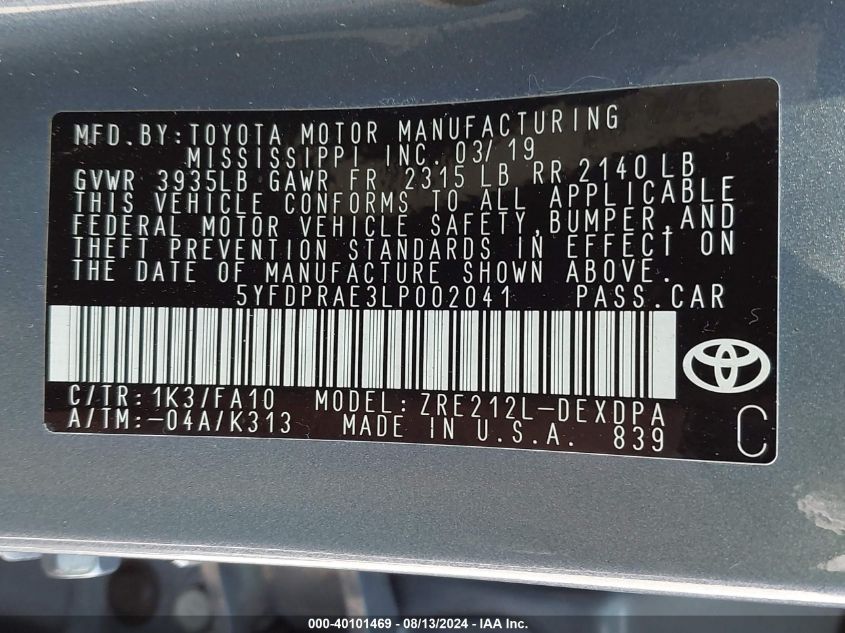 MFD.BY:TOYOTA MOTOR MANUFACTURING
MISSISSIPPI INC. 03/19
GVWR 3935LB GAWR FR 2315 LB RR 2140 LB
THIS VEHICLE CONFORMS TO ALL APPLICABLE
FEDERAL MOTOR VEHICLE SAFETY,BUMPER,AND
THEFT PREVENTION STANDARDS IN EFFECT ON
THE DATE OF MANUFACTURE SHOWN ABOVE.
5YFDPRAE3LP002041 PASS.CAR
C/TR: 1K3/FA10 MODEL: ZRE212L-DEXDPA
A/TM:-04A/K313 MADE IN U.S.A. 839
C
000-40101469 - 08/13/2024 - IAA Inc.